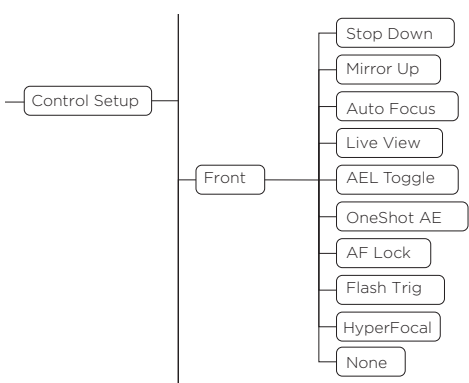 Stop Down
Mirror Up
Control Setup
Auto Focus
Live View
Front
AEL Toggle
OneShot AE
AF Lock
Flash Trig
HyperFocal
None